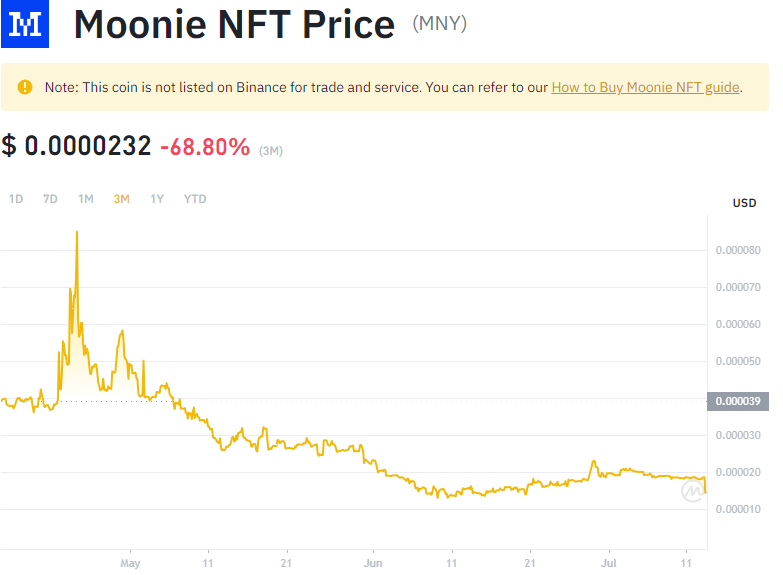 Moonie NFT Price (MNY)
Note: This coin is not listed on Binance for trade and service. You can refer to our How to Buy Moonie NFT guide.
$ 0.0000232 -68.80% (3M)
1D 7D 1M 3M 1Y YTD
USD
0.000080
0.000070
0.000060
0.000050
0.000039
0.000030
0.000020
0.000010
May 11 21 Jun 11 21 Jul 11